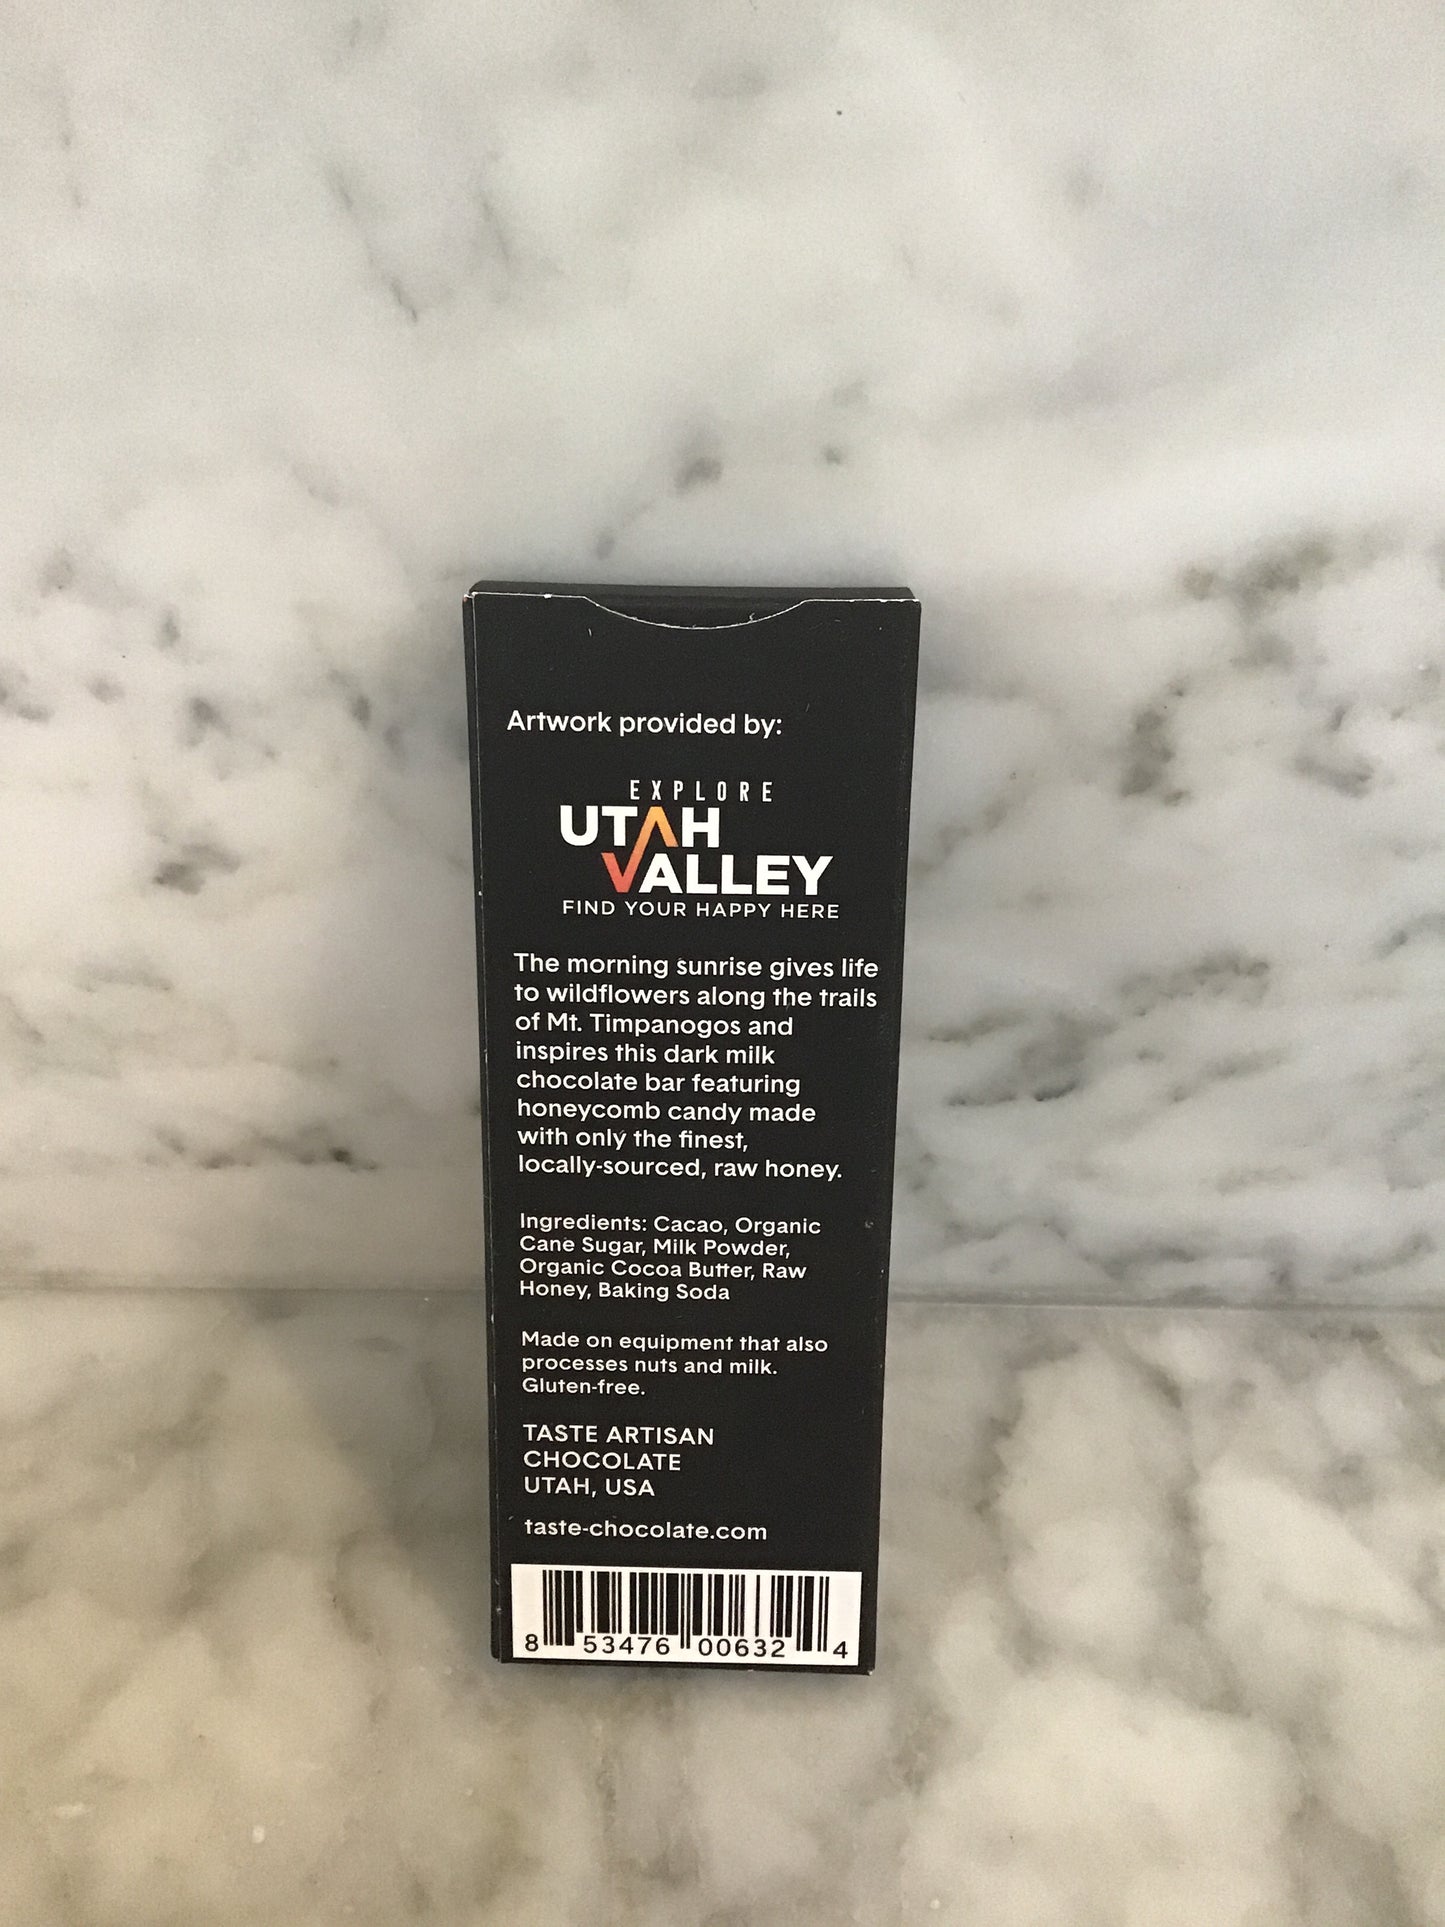 Artwork provided by:
EXPLORE
UTAH
VALLEY
FIND YOUR HAPPY HERE
The morning sunrise gives life
to wildflowers along the trails
of Mt. Timpanogos and
inspires this dark milk
chocolate bar featuring
honeycomb candy made
with only the finest,
locally-sourced, raw honey.
Ingredients: Cacao, Organic
Cane Sugar, Milk Powder,
Organic Cocoa Butter, Raw
Honey, Baking Soda
Made on equipment that also
processes nuts and milk.
Gluten-free.
TASTE ARTISAN
CHOCOLATE
UTAH, USA
taste-chocolate.com
8 53476 00632 4